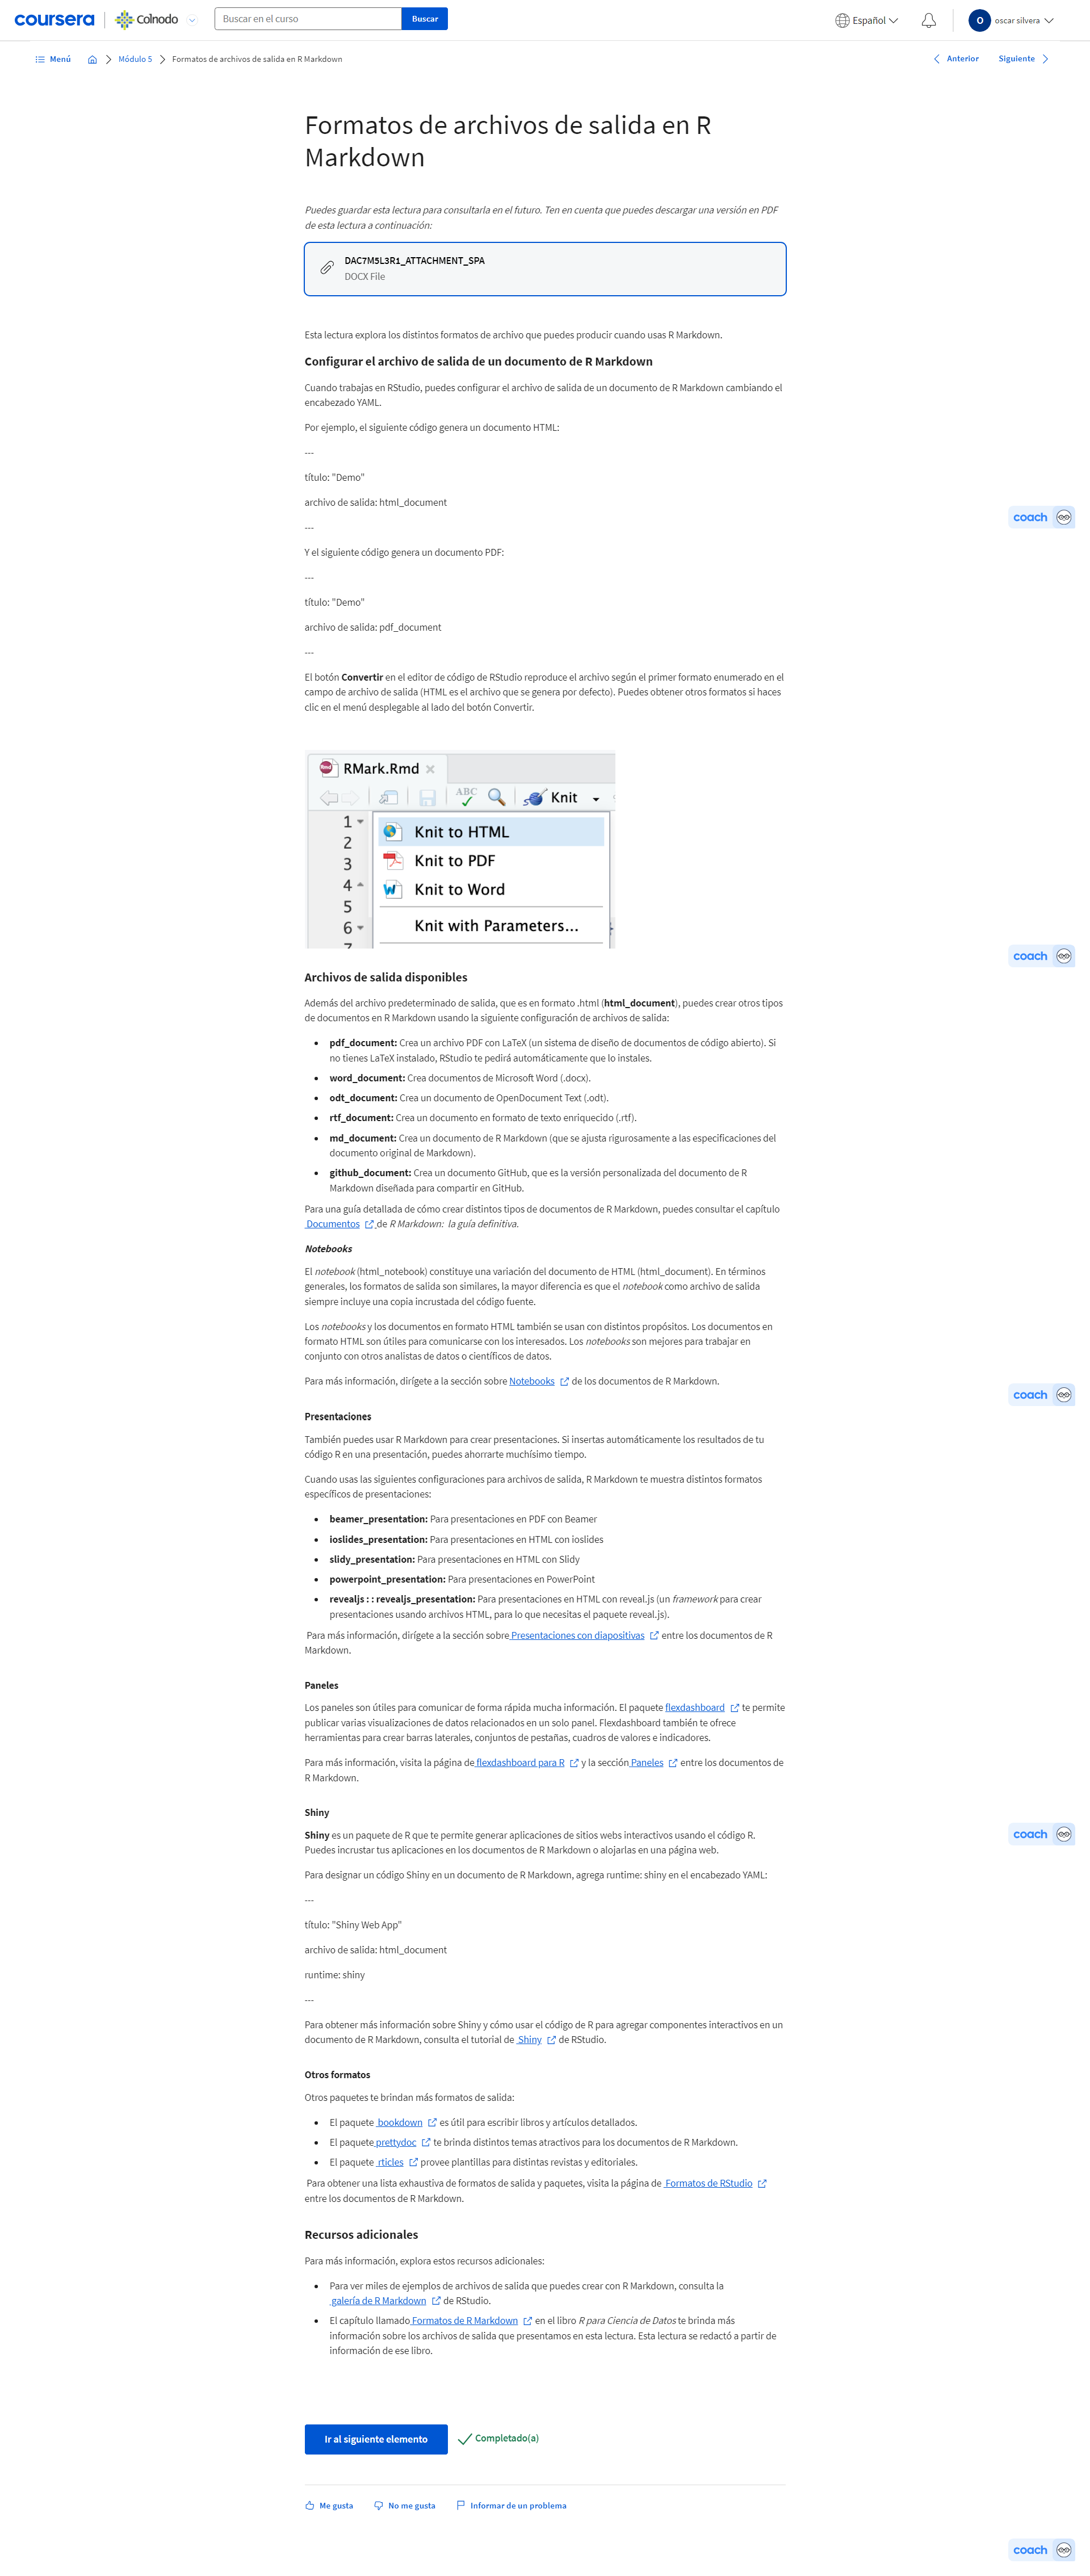 coursera
Colnodo
Buscar en el curso
Buscar
Español
O
oscar silvera
Menú
Módulo 5
Formatos de archivos de salida en R Markdown
Anterior
Siguiente
Formatos de archivos de salida en R
Markdown
Puedes guardar esta lectura para consultarla en el futuro. Ten en cuenta que puedes descargar una versión en PDF
de esta lectura a continuación:
DAC7M5L3R1_ATTACHMENT_SPA
DOCX File
Esta lectura explora los distintos formatos de archivo que puedes producir cuando usas R Markdown.
Configurar el archivo de salida de un documento de R Markdown
Cuando trabajas en RStudio, puedes configurar el archivo de salida de un documento de R Markdown cambiando el
encabezado YAML.
Por ejemplo, el siguiente código genera un documento HTML:
---
título: "Demo"
archivo de salida: html_document
coach
---
Y el siguiente código genera un documento PDF:
---
título: "Demo"
archivo de salida: pdf_document
---
El botón Convertir en el editor de código de RStudio reproduce el archivo según el primer formato enumerado en el
campo de archivo de salida (HTML es el archivo que se genera por defecto). Puedes obtener otros formatos si haces
clic en el menú desplegable al lado del botón Convertir.
Rmd
RMark.Rmd
ABC
Knit
1
Knit to HTML
2
3
Knit to PDF
4
Knit to Word
5
6
Knit with Parameters...
7
coach
Archivos de salida disponibles
Además del archivo predeterminado de salida, que es en formato .html (html_document), puedes crear otros tipos
de documentos en R Markdown usando la siguiente configuración de archivos de salida:
pdf_document: Crea un archivo PDF con LaTeX (un sistema de diseño de documentos de código abierto). Si
no tienes LaTeX instalado, RStudio te pedirá automáticamente que lo instales.
word_document: Crea documentos de Microsoft Word (.docx).
odt_document: Crea un documento de OpenDocument Text (.odt).
rtf_document: Crea un documento en formato de texto enriquecido (.rtf).
md_document: Crea un documento de R Markdown (que se ajusta rigurosamente a las especificaciones del
documento original de Markdown).
github_document: Crea un documento GitHub, que es la versión personalizada del documento de R
Markdown diseñada para compartir en GitHub.
Para una guía detallada de cómo crear distintos tipos de documentos de R Markdown, puedes consultar el capítulo
Documentos de R Markdown: la guía definitiva.
Notebooks
El notebook (html_notebook) constituye una variación del documento de HTML (html_document). En términos
generales, los formatos de salida son similares, la mayor diferencia es que el notebook como archivo de salida
siempre incluye una copia incrustada del código fuente.
Los notebooks y los documentos en formato HTML también se usan con distintos propósitos. Los documentos en
formato HTML son útiles para comunicarse con los interesados. Los notebooks son mejores para trabajar en
conjunto con otros analistas de datos o científicos de datos.
Para más información, dirígete a la sección sobre Notebooks de los documentos de R Markdown.
coach
Presentaciones
También puedes usar R Markdown para crear presentaciones. Si insertas automáticamente los resultados de tu
código R en una presentación, puedes ahorrarte muchísimo tiempo.
Cuando usas las siguientes configuraciones para archivos de salida, R Markdown te muestra distintos formatos
específicos de presentaciones:
beamer_presentation: Para presentaciones en PDF con Beamer
ioslides_presentation: Para presentaciones en HTML con ioslides
slidy_presentation: Para presentaciones en HTML con Slidy
powerpoint_presentation: Para presentaciones en PowerPoint
revealjs : : revealjs_presentation: Para presentaciones en HTML con reveal.js (un framework para crear
presentaciones usando archivos HTML, para lo que necesitas el paquete reveal.js).
Para más información, dirígete a la sección sobre Presentaciones con diapositivas entre los documentos de R
Markdown.
Paneles
Los paneles son útiles para comunicar de forma rápida mucha información. El paquete flexdashboard te permite
publicar varias visualizaciones de datos relacionados en un solo panel. Flexdashboard también te ofrece
herramientas para crear barras laterales, conjuntos de pestañas, cuadros de valores e indicadores.
Para más información, visita la página de flexdashboard para R y la sección Paneles entre los documentos de
R Markdown.
Shiny
Shiny es un paquete de R que te permite generar aplicaciones de sitios webs interactivos usando el código R.
Puedes incrustar tus aplicaciones en los documentos de R Markdown o alojarlas en una página web.
coach
Para designar un código Shiny en un documento de R Markdown, agrega runtime: shiny en el encabezado YAML:
---
título: "Shiny Web App"
archivo de salida: html_document
runtime: shiny
---
Para obtener más información sobre Shiny y cómo usar el código de R para agregar componentes interactivos en un
documento de R Markdown, consulta el tutorial de Shiny de RStudio.
Otros formatos
Otros paquetes te brindan más formatos de salida:
El paquete bookdown es útil para escribir libros y artículos detallados.
El paquete prettydoc te brinda distintos temas atractivos para los documentos de R Markdown.
El paquete rticles provee plantillas para distintas revistas y editoriales.
Para obtener una lista exhaustiva de formatos de salida y paquetes, visita la página de Formatos de RStudio
entre los documentos de R Markdown.
Recursos adicionales
Para más información, explora estos recursos adicionales:
Para ver miles de ejemplos de archivos de salida que puedes crear con R Markdown, consulta la
galería de R Markdown de RStudio.
El capítulo llamado Formatos de R Markdown en el libro R para Ciencia de Datos te brinda más
información sobre los archivos de salida que presentamos en esta lectura. Esta lectura se redactó a partir de
información de ese libro.
Ir al siguiente elemento
Completado(a)
Me gusta
No me gusta
Informar de un problema
coach